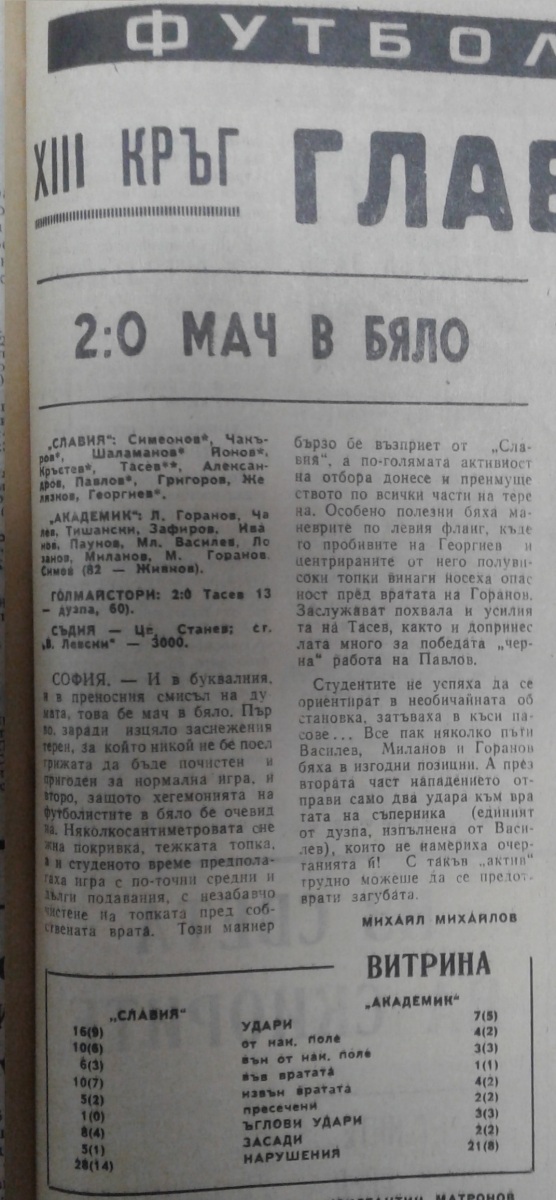 ФУТБОЛ
XIII КРЪГ
ГЛАВ
2:0 МАЧ В БЯЛО
„СЛАВИЯ": Симеонов*, Чакъ-
ров*, Шаламанов* Йонов*,
Кръстев*, Тасев**, Алексан-
дров, Павлов*, Григоров, Же
лязнов, Георгиев*.
„АКАДЕМИК": Л. Горанов, Ча
лев, Тишански, Зафиров, Ива
нов, Паунов, Мл. Василев, Ло
занов, Миланов, М. Горанов
Симов (82 — Живков).
ГОЛМАЙСТОРИ: 2:0 Тасев 13
— дузпа, 60).
СЪДИЯ — Цв. Станев; ст.
„В. Левски" — 3000.
СОФИЯ. — И в буквалния,
и в преносния смисъл на ду
мата, това бе мач в бяло. Пър
во, заради изцяло заснежения
терен, за който никой не бе поел
грижата да бъде почистен и
пригоден за нормална игра, и
второ, защото хегемонията на
футболистите в бяло бе очевид
на. Няколкосантиметровата сне
жна покривка, тежката топка,
а и студеното време предпола-
гаха игра с по-точни средни и
дълги подавания, с незабавно
чистене на топката пред соб-
ствената врата. Този маниер
бързо бе възприет от „Сла-
вия", а по-голямата активност
на отбора донесе и преимуще
ството по всички части на тере
на. Особено полезни бяха ма-
невриte по левия фланг, къде
то пробивите на Георгиев и
центрираните от него полуви-
соки топки винаги носеха опас
ност пред вратата на Горанов.
Заслужават похвала и усилия
та на Тасев, както и допринес
лата много за победата „чер-
на" работа на Павлов.
Студентите не успяха да се
ориентират в необичайната об
становка, затъваха в къси па-
сове... Все пак няколко пъти
Василев, Миланов и Горанов
бяха в изгодни позиции. А през
втората част нападението от-
прави само два удара към вра
тата на съперника (единият
от дузпа, изпълнена от Васи-
лев), които не намериха очер-
танията ѝ! С такъв „актив"
трудно можеше да се предот-
врати загубата.
МИХАИЛ МИХАЙЛОВ
ВИТРИНА
„СЛАВИЯ" „АКАДЕМИК"
16(9) УДАРИ 7(5)
10(6) от нак. поле 4(2)
6(3) вън от нак. поле 3(3)
10(7) във вратата 1(1)
5(2) извън вратата 4(2)
1(0) пресечени 2(2)
8(4) ЪГЛОВИ УДАРИ 3(3)
5(1) ЗАСАДИ 2(2)
28(14) НАРУШЕНИЯ 21(8)
МАТРОНОВ